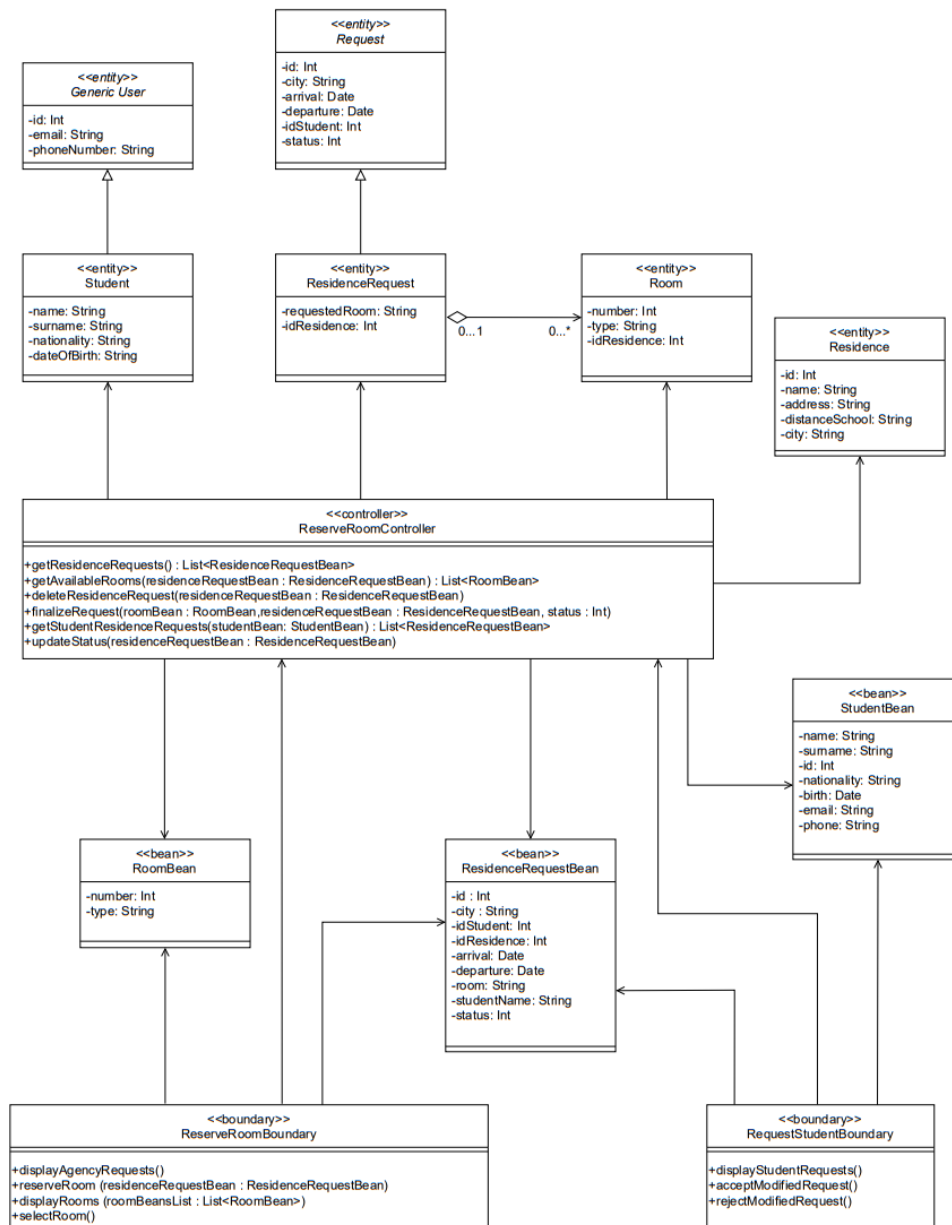 <<entity>>
Request
-id: Int
-city: String
-arrival: Date
-departure: Date
-idStudent: Int
-status: Int
<<entity>>
Generic User
-id: Int
-email: String
-phoneNumber: String
<<entity>>
Student
-name: String
-surname: String
-nationality: String
-dateOfBirth: String
<<entity>>
ResidenceRequest
-requestedRoom: String
-idResidence: Int
0...1
0...*
<<entity>>
Room
-number: Int
-type: String
-idResidence: Int
<<entity>>
Residence
-id: Int
-name: String
-address: String
-distanceSchool: String
-city: String
<<controller>>
ReserveRoomController
+getResidenceRequests() : List<ResidenceRequestBean>
+getAvailableRooms(residenceRequestBean : ResidenceRequestBean) : List<RoomBean>
+deleteResidenceRequest(residenceRequestBean : ResidenceRequestBean)
+finalizeRequest(roomBean : RoomBean,residenceRequestBean : ResidenceRequestBean, status : Int)
+getStudentResidenceRequests(studentBean: StudentBean) : List<ResidenceRequestBean>
+updateStatus(residenceRequestBean : ResidenceRequestBean)
<<bean>>
StudentBean
-name: String
-surname: String
-id: Int
-nationality: String
-birth: Date
-email: String
-phone: String
<<bean>>
RoomBean
-number: Int
-type: String
<<bean>>
ResidenceRequestBean
-id : Int
-city : String
-idStudent: Int
-idResidence: Int
-arrival: Date
-departure: Date
-room: String
-studentName: String
-status: Int
<<boundary>>
ReserveRoomBoundary
+displayAgencyRequests()
+reserveRoom (residenceRequestBean : ResidenceRequestBean)
+displayRooms (roomBeansList : List<RoomBean>)
+selectRoom()
<<boundary>>
RequestStudentBoundary
+displayStudentRequests()
+acceptModifiedRequest()
+rejectModifiedRequest()